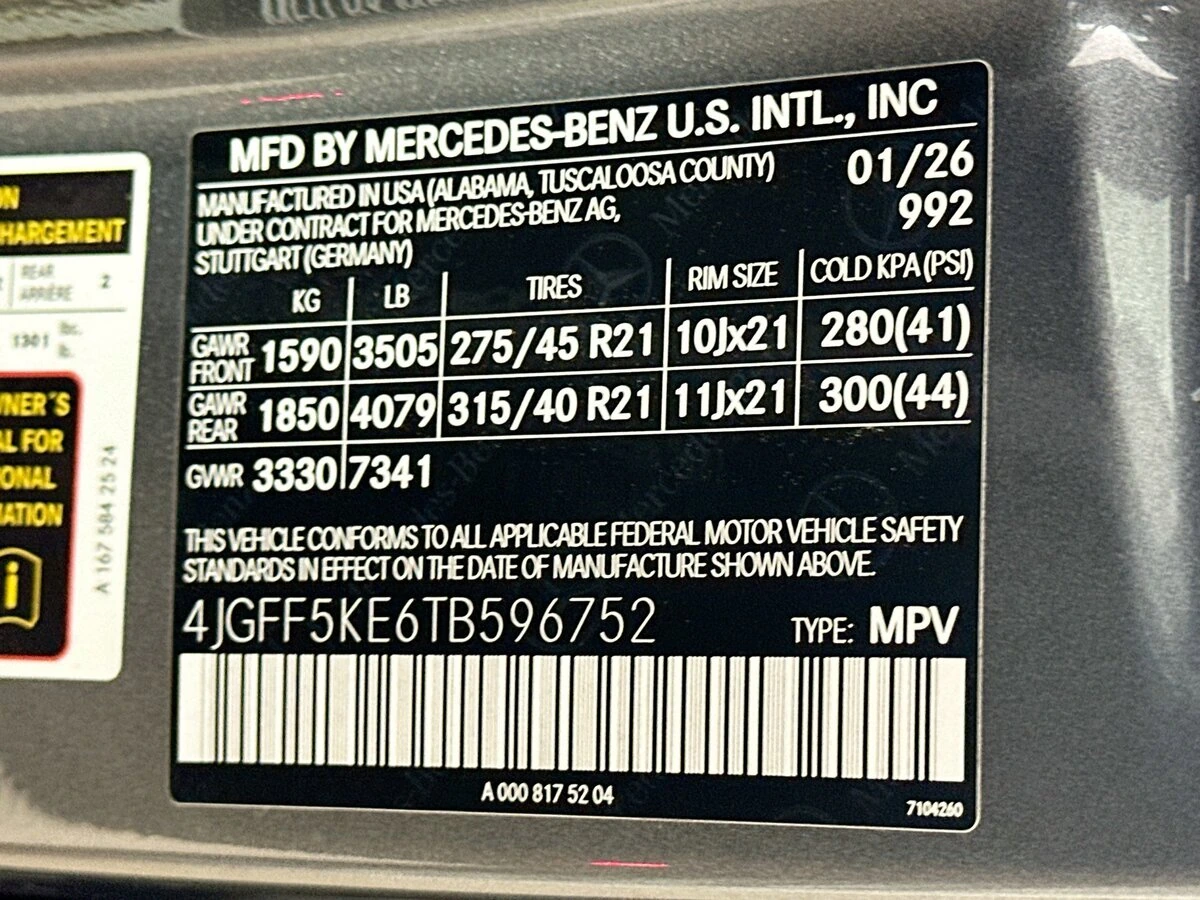 MFD BY MERCEDES-BENZ U.S. INTL., INC
MANUFACTURED IN USA (ALABAMA, TUSCALOOSA COUNTY) 01/26
UNDER CONTRACT FOR MERCEDES-BENZ AG, 992
STUTTGART (GERMANY)
KG LB TIRES RIM SIZE COLD KPA (PSI)
GAWR FRONT 1590 3505 275/45 R21 10Jx21 280(41)
GAWR REAR 1850 4079 315/40 R21 11Jx21 300(44)
GVWR 3330 7341
THIS VEHICLE CONFORMS TO ALL APPLICABLE FEDERAL MOTOR VEHICLE SAFETY
STANDARDS IN EFFECT ON THE DATE OF MANUFACTURE SHOWN ABOVE.
4JGFF5KE6TB596752 TYPE: MPV
A 000 817 52 04
7104260
ON
HARGEMENT
REAR 2
ARRIÈRE
1301 lbs.
lb.
NER'S
AL FOR
ONAL
ATION
i
A 167 584 25 24